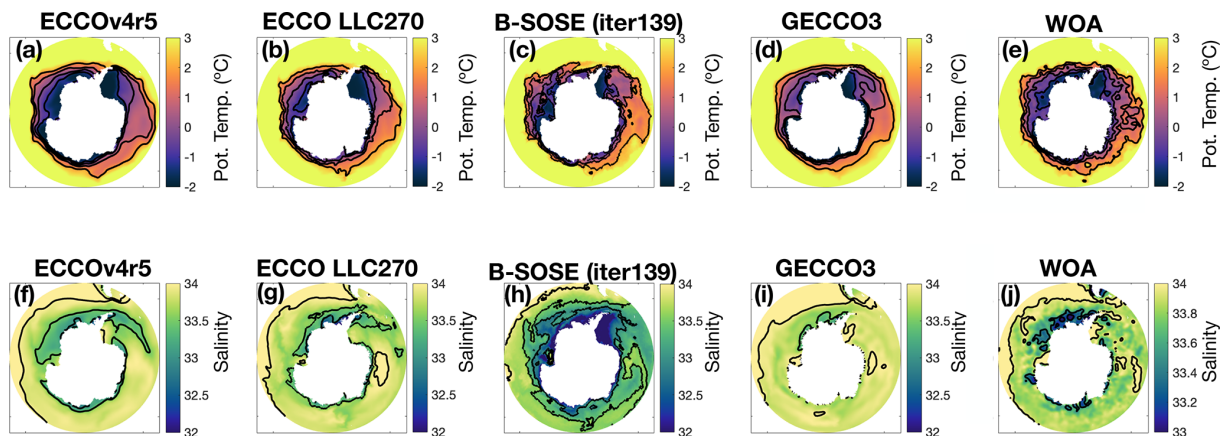 ECCOv4r5 ECCO LLC270 B-SOSE (iter139) GECCO3 WOA
(a) 3 2 1 0 -1 -2 Pot. Temp. (ºC)
(b) 3 2 1 0 -1 -2 Pot. Temp. (ºC)
(c) 3 2 1 0 -1 -2 Pot. Temp. (ºC)
(d) 3 2 1 0 -1 -2 Pot. Temp. (ºC)
(e) 3 2 1 0 -1 -2 Pot. Temp. (ºC)
ECCOv4r5 ECCO LLC270 B-SOSE (iter139) GECCO3 WOA
(f) 34 33.5 33 32.5 32 Salinity
(g) 34 33.5 33 32.5 32 Salinity
(h) 34 33.5 33 32.5 32 Salinity
(i) 34 33.5 33 32.5 32 Salinity
(j) 34 33.8 33.6 33.4 33.2 33 Salinity